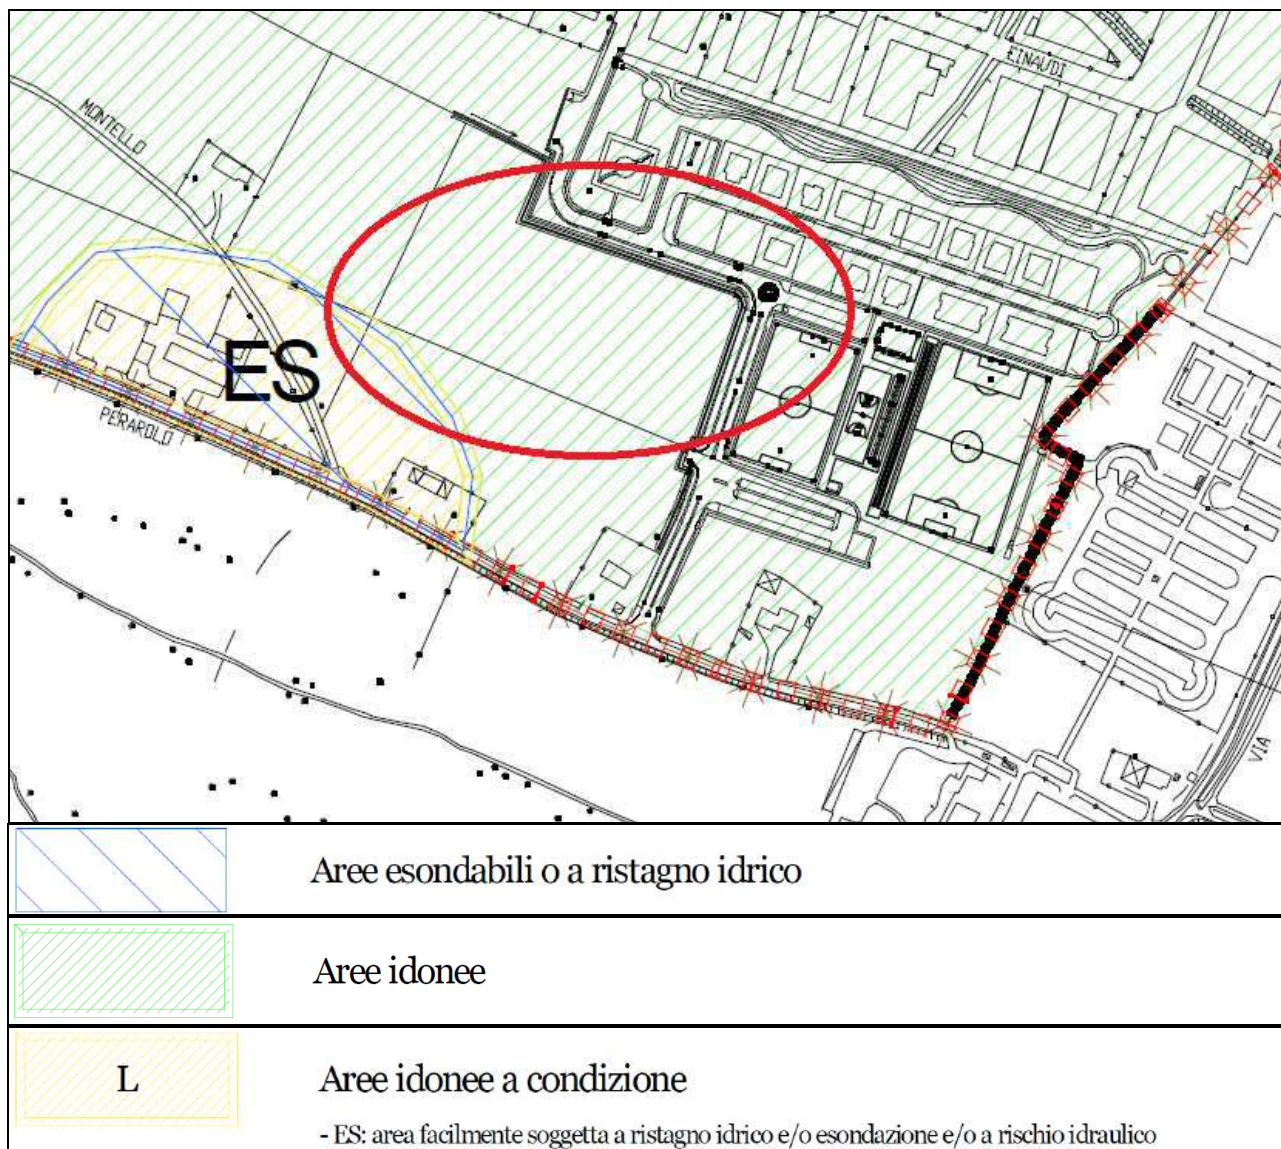 EINAUDI
MONTELLO
ES
PERAROLO
VIA
Aree esondabili o a ristagno idrico
Aree idonee
L
Aree idonee a condizione
- ES: area facilmente soggetta a ristagno idrico e/o esondazione e/o a rischio idraulico